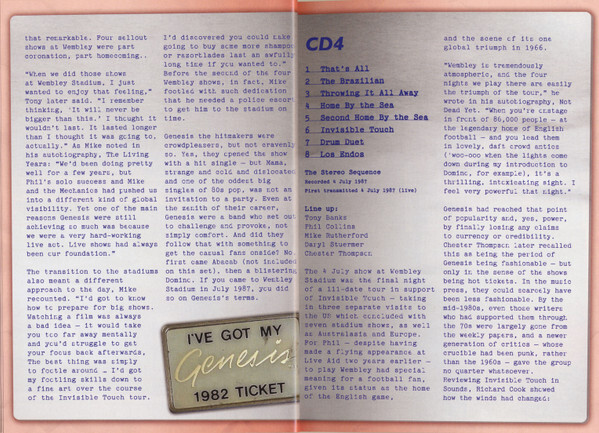 that remarkable. Four sellout
shows at Wembley were part
coronation, part homecoming..
"When we did those shows
at Wembley Stadium, I just
wanted to enjoy that feeling,"
Tony later said. "I remember
thinking, 'It will never be
bigger than this.' I thought it
wouldn't last. It lasted longer
than I thought it was going to,
actually." As Mike noted in
his autobiography, The Living
Years: "We'd been doing pretty
well for a few years, but
Phil's solo success and Mike
and the Mechanics had pushed us
into a different kind of global
visibility. Yet one of the main
reasons Genesis were still
achieving so much was because
we were a very hard-working
live act. Live shows had always
been our foundation."
The transition to the stadiums
also meant a different
approach to the day, Mike
recounted. "I'd got to know
how to prepare for big shows.
Watching a film was always
a bad idea – it would take
you too far away mentally
and you'd struggle to get
your focus back afterwards.
The best thing was simply
to footle around … I'd got
my footling skills down to
a fine art over the course
of the Invisible Touch tour.
I'd discovered you could take
going to buy some more shampoo
or razorblades last an awfully
long time if you wanted to."
Before the second of the four
Wembley shows, in fact, Mike
footled with such dedication
that he needed a police escort
to get him to the stadium on
time.
Genesis the hitmakers were
crowdpleasers, but not cravenly
so. Yes, they opened the show
with a hit single – but Mama,
strange and cold and dislocated
and one of the oddest big
singles of 80s pop, was not an
invitation to a party. Even at
the zenith of their career,
Genesis were a band who set out
to challenge and provoke, not
simply comfort. And did they
follow that with something to
get the casual fans onside? No:
first came Abacab (not included
on this set), then a blistering
Domino. If you came to Wembley
Stadium in July 1987, you did
so on Genesis's terms.
I'VE GOT MY
Genesis
1982 TICKET
CD4
1 That's All
2 The Brazilian
3 Throwing It All Away
4 Home By the Sea
5 Second Home By the Sea
6 Invisible Touch
7 Drum Duet
8 Los Endos
The Stereo Sequence
Recorded 4 July 1987
First transmitted 4 July 1987 (live)
Line up:
Tony Banks
Phil Collins
Mike Rutherford
Daryl Stuermer
Chester Thompson
The 4 July show at Wembley
Stadium was the final night
of a 111-date tour in support
of Invisible Touch – taking
in three separate visits to
the US which concluded with
seven stadium shows, as well
as Australasia and Europe.
For Phil – despite having
made a flying appearance at
Live Aid two years earlier –
to play Wembley had special
meaning for a football fan,
given its status as the home
of the English game,
and the scene of its one
global triumph in 1966.
"Wembley is tremendously
atmospheric, and the four
nights we play there are easily
the triumph of the tour," he
wrote in his autobiography, Not
Dead Yet. "When you're onstage
in front of 86,000 people – at
the legendary home of English
football – and you lead them
in lovely, daft crowd antics
('woo-ooo when the lights come
down during my introduction to
Domino, for example), it's a
thrilling, intoxicating sight. I
feel very powerful that night."
Genesis had reached that point
of popularity and, yes, power,
by finally losing any claims
to currency or credibility.
Chester Thompson later recalled
this as being the period of
Genesis being fashionable – but
only in the sense of the shows
being hot tickets. In the music
press, they could scarcely have
been less fashionable. By the
mid-1980s, even those writers
who had supported them through
the 70s were largely gone from
the weekly papers, and a newer
generation of critics – whose
crucible had been punk, rather
than the 1960s – gave the group
no quarter whatsoever.
Reviewing Invisible Touch in
Sounds, Richard Cook showed
how the winds had changed: